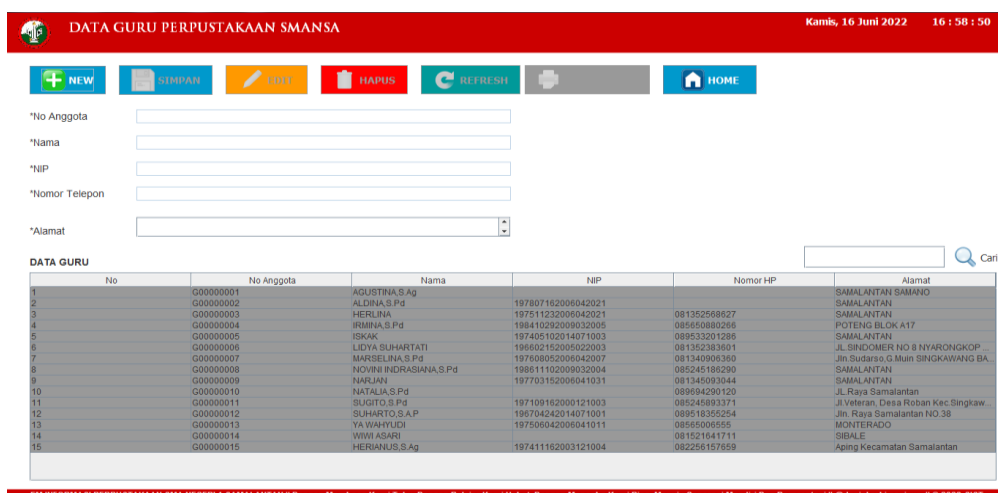 DATA GURU PERPUSTAKAAN SMANSA Kamis, 16 Juni 2022 16 : 58 : 50
NEW SIMPAN EDIT HAPUS REFRESH HOME
*No Anggota
*Nama
*NIP
*Nomor Telepon
*Alamat
DATA GURU Cari
No No Anggota Nama NIP Nomor HP Alamat
1 G00000001 AGUSTINA,S.Ag SAMALANTAN SAMANO
2 G00000002 ALDINA,S.Pd 197807162006042021 SAMALANTAN
3 G00000003 HERLINA 197511232006042021 081352568627 SAMALANTAN
4 G00000004 IRMINA,S.Pd 198410292009032005 085650880266 POTENG BLOK A17
5 G00000005 ISKAK 197405102014071003 089533201286 SAMALANTAN
6 G00000006 LIDYA SUHARTATI 196602152005022003 081352383601 JL.SINDOMER NO 8 NYARONGKOP ...
7 G00000007 MARSELINA,S.Pd 197608052006042007 081340906360 Jln.Sudarso,G.Muin SINGKAWANG BA...
8 G00000008 NOVINI INDRASIANA,S.Pd 198611102009032004 085245186290 SAMALANTAN
9 G00000009 NARJAN 197703152006041031 081345093044 SAMALANTAN
10 G00000010 NATALIA,S.Pd 089694290120 JL.Raya Samalantan
11 G00000011 SUGITO,S.Pd 197109162000121003 085245893371 Jl.Veteran, Desa Roban Kec.Singkaw...
12 G00000012 SUHARTO,S.A.P 196704242014071001 089518355254 Jln. Raya Samalantan NO.38
13 G00000013 YA WAHYUDI 197506042006041011 08565006555 MONTERADO
14 G00000014 WIWI ASARI 081521641711 SIBALE
15 G00000015 HERIANUS,S.Ag 197411162003121004 082256157659 Aping Kecamatan Samalantan